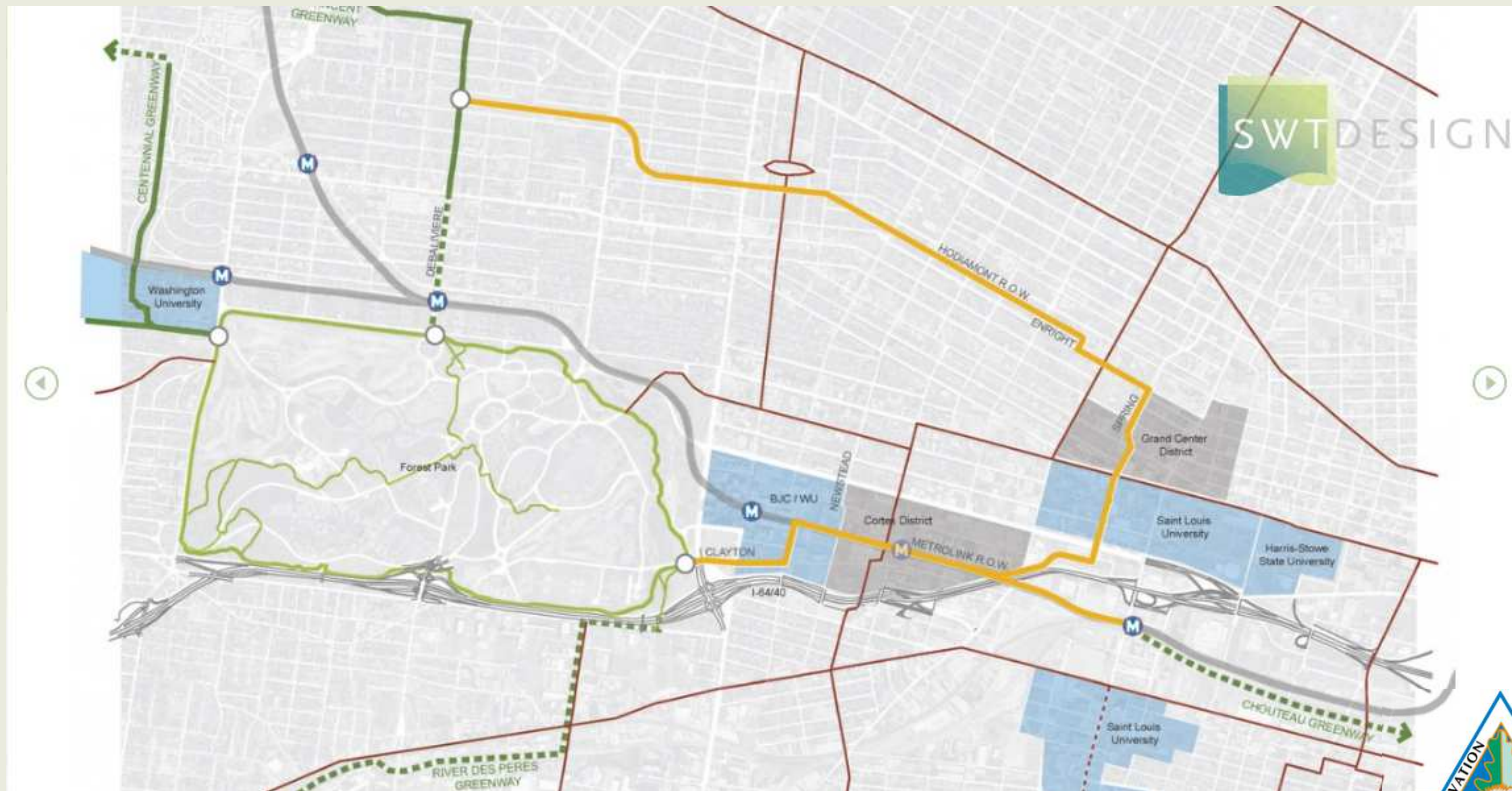 GREENWAY
CENTENNIAL GREENWAY
SWTDESIGN
M
DEBALIVIERE
M
Washington
University
M
HODIAMONT R.O.W.
ENRIGHT
SPRING
Grand Center
District
Forest Park
NEWSTEAD
BJC / WU
M
Cortex District
Saint Louis
University
Harris-Stowe
State University
CLAYTON
M
METROLINK R.O.W.
I-64/40
M
CHOUTEAU GREENWAY
Saint Louis
University
RIVER DES PERES
GREENWAY